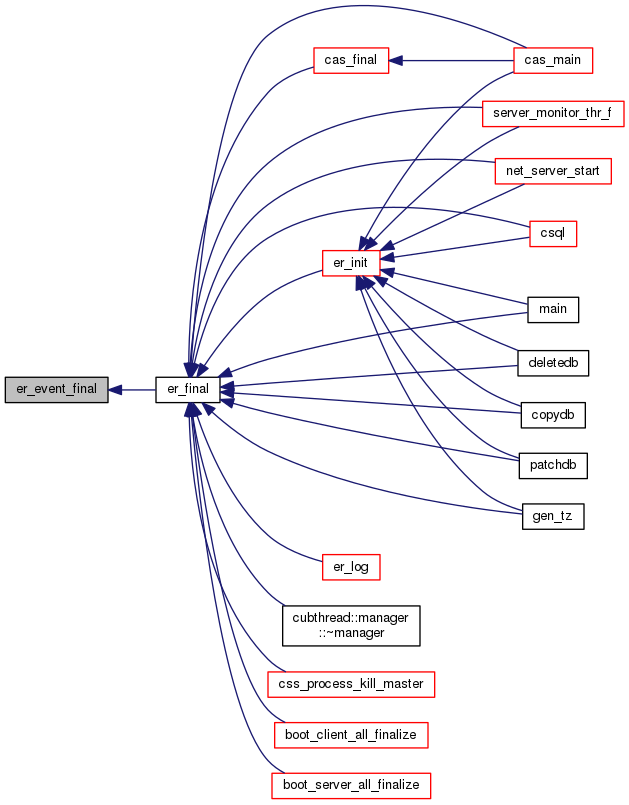 cas_final
cas_main
server_monitor_thr_f
net_server_start
csql
er_init
main
deletedb
er_event_final
er_final
copydb
patchdb
gen_tz
er_log
cubthread::manager
::~manager
css_process_kill_master
boot_client_all_finalize
boot_server_all_finalize